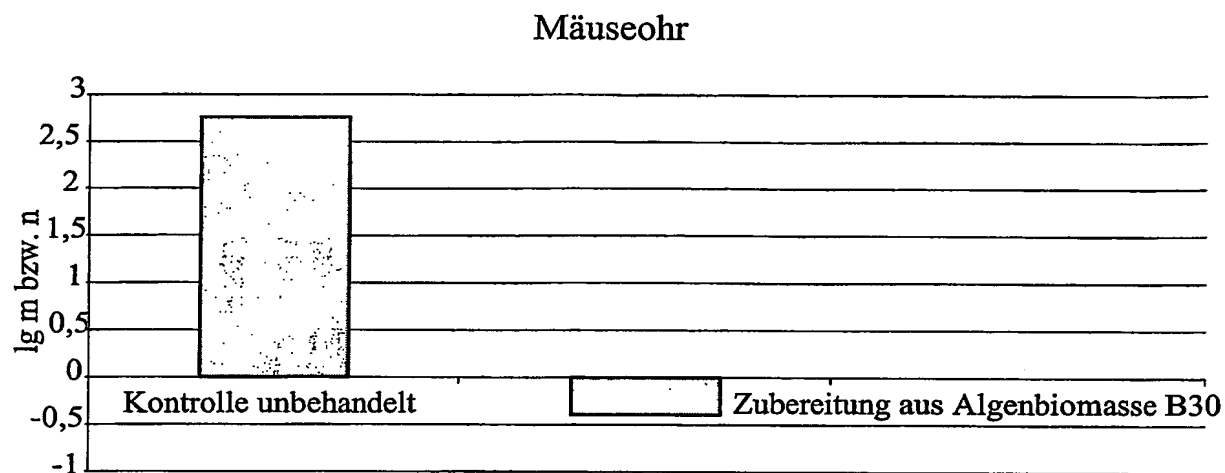 Mäuseohr
3
2,5
2
1,5
1
0,5
0
-0,5
-1
lg m bzw. n
Kontrolle unbehandelt
Zubereitung aus Algenbiomasse B30